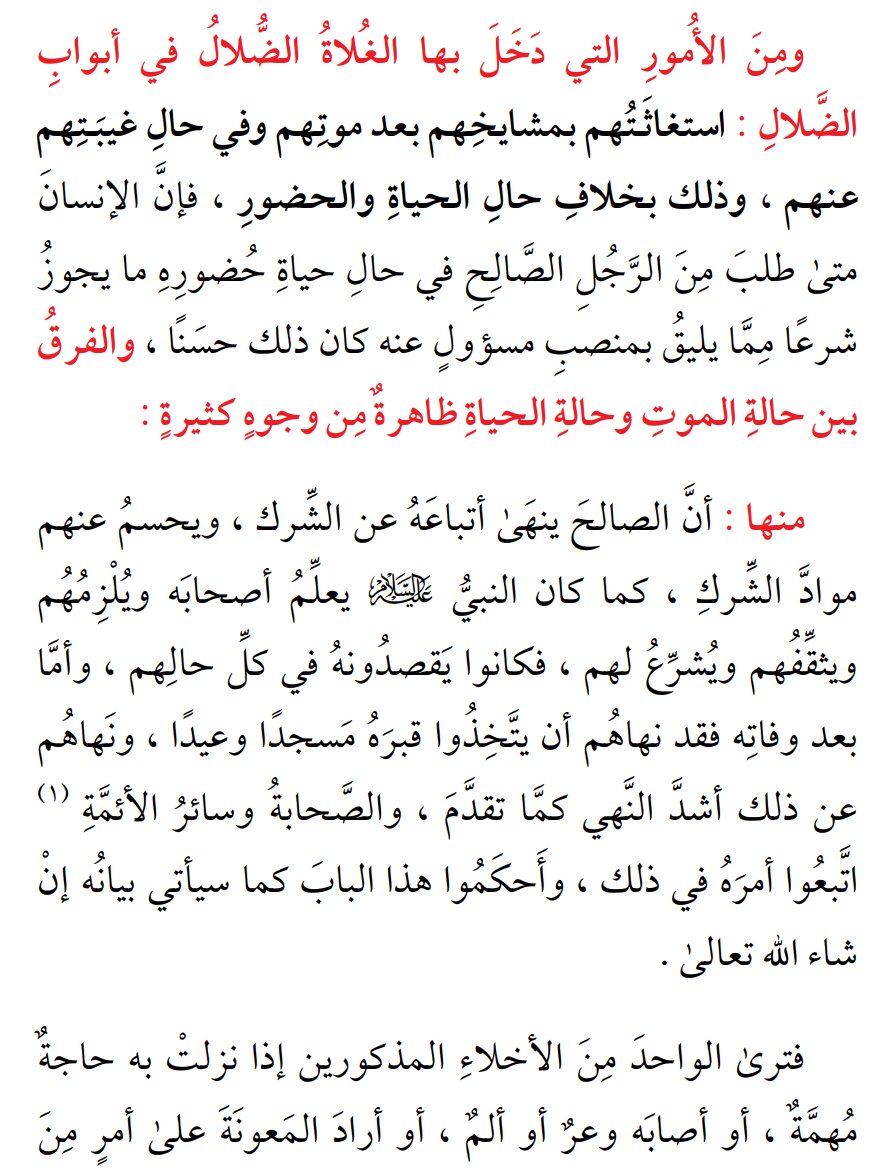 ومِنَ الأُمورِ التي دَخَلَ بها الغُلاةُ الضُّلالُ في أبوابِ
الضَّلالِ : استغاثَتُهم بمشايخِهم بعد موتِهم وفي حالِ غيبَتِهم
عنهم ، وذلك بخلافِ حالِ الحياةِ والحضورِ ، فإنَّ الإنسانَ
متىٰ طلبَ مِنَ الرَّجُلِ الصَّالِحِ في حالِ حياةِ حُضورِهِ ما يجوزُ
شرعًا مِمَّا يليقُ بمنصبِ مسؤولٍ عنه كان ذلك حسَنًا ، والفرقُ
بين حالةِ الموتِ وحالةِ الحياةِ ظاهرةٌ مِن وجوهٍ كثيرةٍ :
منها : أنَّ الصالحَ ينهَىٰ أتباعَهُ عن الشِّرك ، ويحسمُ عنهم
موادَّ الشِّركِ ، كما كان النبيُّ عليه السلام يعلِّمُ أصحابَه ويُلْزِمُهُم
ويثقِّفُهم ويُشرِّعُ لهم ، فكانوا يَقصدُونهُ في كلِّ حالِهم ، وأمَّا
بعد وفاتِه فقد نهاهُم أن يتَّخِذُوا قبرَهُ مَسجدًا وعيدًا ، ونَهاهُم
عن ذلك أشدَّ النَّهي كمَّا تقدَّمَ ، والصَّحابةُ وسائرُ الأئمَّةِ (١)
اتَّبعُوا أمرَهُ في ذلك ، وأَحكَمُوا هذا البابَ كما سيأتي بيانُه إنْ
شاء الله تعالىٰ .
فترىٰ الواحدَ مِنَ الأخلاءِ المذكورين إذا نزلتْ به حاجةٌ
مُهمَّةٌ ، أو أصابَه وعرٌ أو ألمٌ ، أو أرادَ المَعونَةَ علىٰ أمرٍ مِنَ